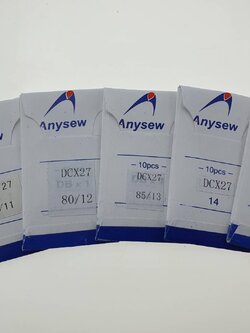 Anysew
Anysew
Anysew
27
/11
DCX27
DB x 1
80/12
-10pcs-
DCX27
85/13
-10pcs
DCX27
14